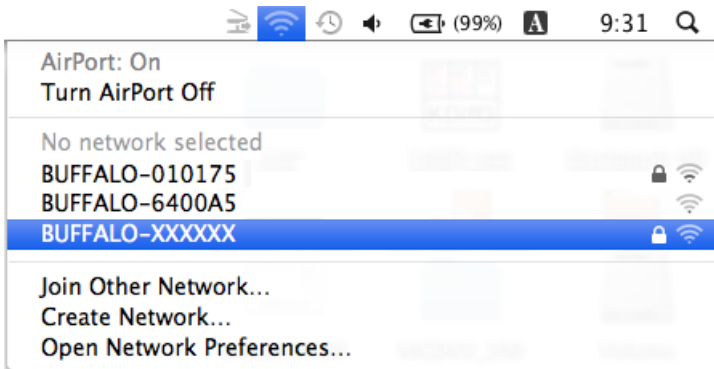 (99%) A 9:31
AirPort: On
Turn AirPort Off
No network selected
BUFFALO-010175
BUFFALO-6400A5
BUFFALO-XXXXXX
Join Other Network...
Create Network...
Open Network Preferences...